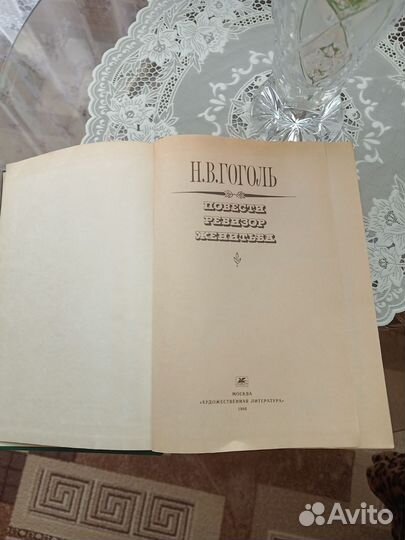 Н.В.ГОГОЛЬ
ПОВЕСТИ
РЕВИЗОР
ЖЕНИТЬБА
МОСКВА
«ХУДОЖЕСТВЕННАЯ ЛИТЕРАТУРА»
Avito